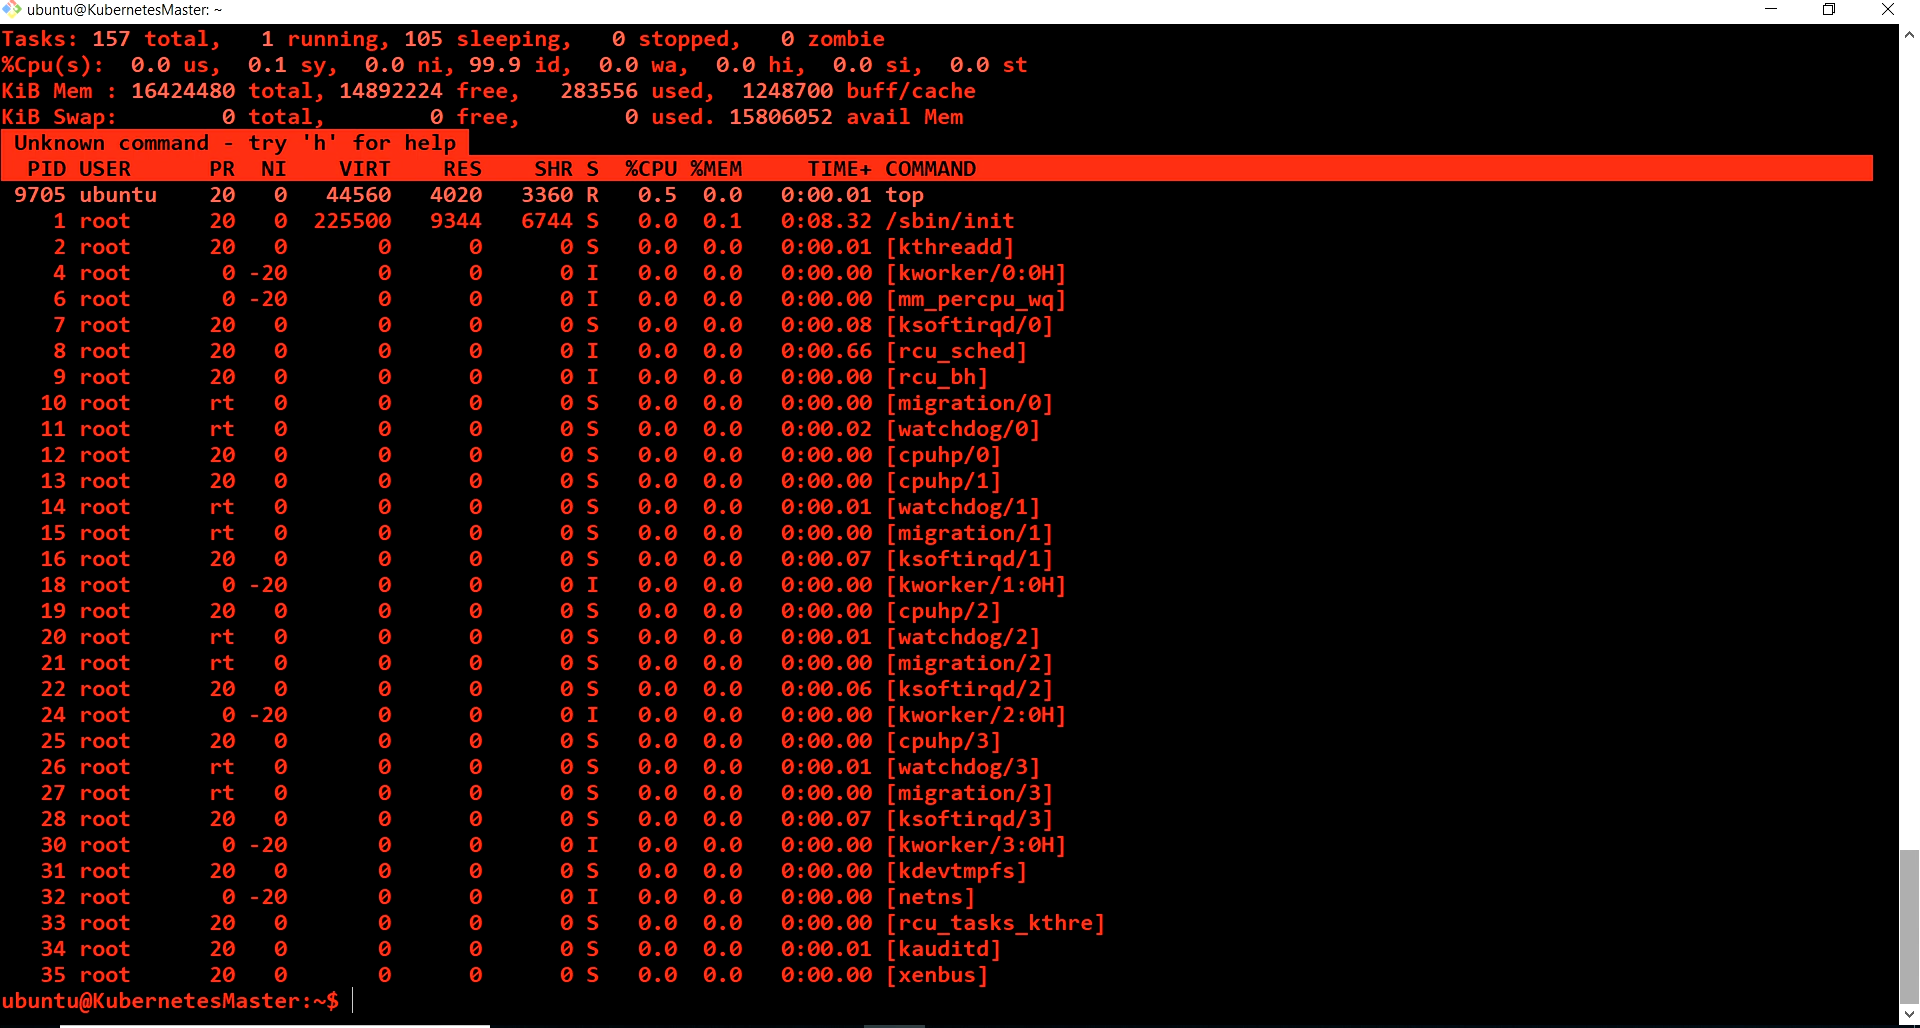 ubuntu@KubernetesMaster: ~
Tasks: 157 total,   1 running, 105 sleeping,   0 stopped,   0 zombie
%Cpu(s):  0.0 us,  0.1 sy,  0.0 ni, 99.9 id,  0.0 wa,  0.0 hi,  0.0 si,  0.0 st
KiB Mem : 16424480 total, 14892224 free,   283556 used,  1248700 buff/cache
KiB Swap:        0 total,        0 free,        0 used. 15806052 avail Mem
Unknown command - try 'h' for help
PID USER      PR  NI    VIRT    RES    SHR S  %CPU %MEM     TIME+ COMMAND
9705 ubuntu    20   0   44560   4020   3360 R   0.5  0.0   0:00.01 top
1 root      20   0  225500   9344   6744 S   0.0  0.1   0:08.32 /sbin/init
2 root      20   0       0      0      0 S   0.0  0.0   0:00.01 [kthreadd]
4 root       0 -20       0      0      0 I   0.0  0.0   0:00.00 [kworker/0:0H]
6 root       0 -20       0      0      0 I   0.0  0.0   0:00.00 [mm_percpu_wq]
7 root      20   0       0      0      0 S   0.0  0.0   0:00.08 [ksoftirqd/0]
8 root      20   0       0      0      0 I   0.0  0.0   0:00.66 [rcu_sched]
9 root      20   0       0      0      0 I   0.0  0.0   0:00.00 [rcu_bh]
10 root      rt   0       0      0      0 S   0.0  0.0   0:00.00 [migration/0]
11 root      rt   0       0      0      0 S   0.0  0.0   0:00.02 [watchdog/0]
12 root      20   0       0      0      0 S   0.0  0.0   0:00.00 [cpuhp/0]
13 root      20   0       0      0      0 S   0.0  0.0   0:00.00 [cpuhp/1]
14 root      rt   0       0      0      0 S   0.0  0.0   0:00.01 [watchdog/1]
15 root      rt   0       0      0      0 S   0.0  0.0   0:00.00 [migration/1]
16 root      20   0       0      0      0 S   0.0  0.0   0:00.07 [ksoftirqd/1]
18 root       0 -20       0      0      0 I   0.0  0.0   0:00.00 [kworker/1:0H]
19 root      20   0       0      0      0 S   0.0  0.0   0:00.00 [cpuhp/2]
20 root      rt   0       0      0      0 S   0.0  0.0   0:00.01 [watchdog/2]
21 root      rt   0       0      0      0 S   0.0  0.0   0:00.00 [migration/2]
22 root      20   0       0      0      0 S   0.0  0.0   0:00.06 [ksoftirqd/2]
24 root       0 -20       0      0      0 I   0.0  0.0   0:00.00 [kworker/2:0H]
25 root      20   0       0      0      0 S   0.0  0.0   0:00.00 [cpuhp/3]
26 root      rt   0       0      0      0 S   0.0  0.0   0:00.01 [watchdog/3]
27 root      rt   0       0      0      0 S   0.0  0.0   0:00.00 [migration/3]
28 root      20   0       0      0      0 S   0.0  0.0   0:00.07 [ksoftirqd/3]
30 root       0 -20       0      0      0 I   0.0  0.0   0:00.00 [kworker/3:0H]
31 root      20   0       0      0      0 S   0.0  0.0   0:00.00 [kdevtmpfs]
32 root       0 -20       0      0      0 I   0.0  0.0   0:00.00 [netns]
33 root      20   0       0      0      0 S   0.0  0.0   0:00.00 [rcu_tasks_kthre]
34 root      20   0       0      0      0 S   0.0  0.0   0:00.01 [kauditd]
35 root      20   0       0      0      0 S   0.0  0.0   0:00.00 [xenbus]
ubuntu@KubernetesMaster:~$